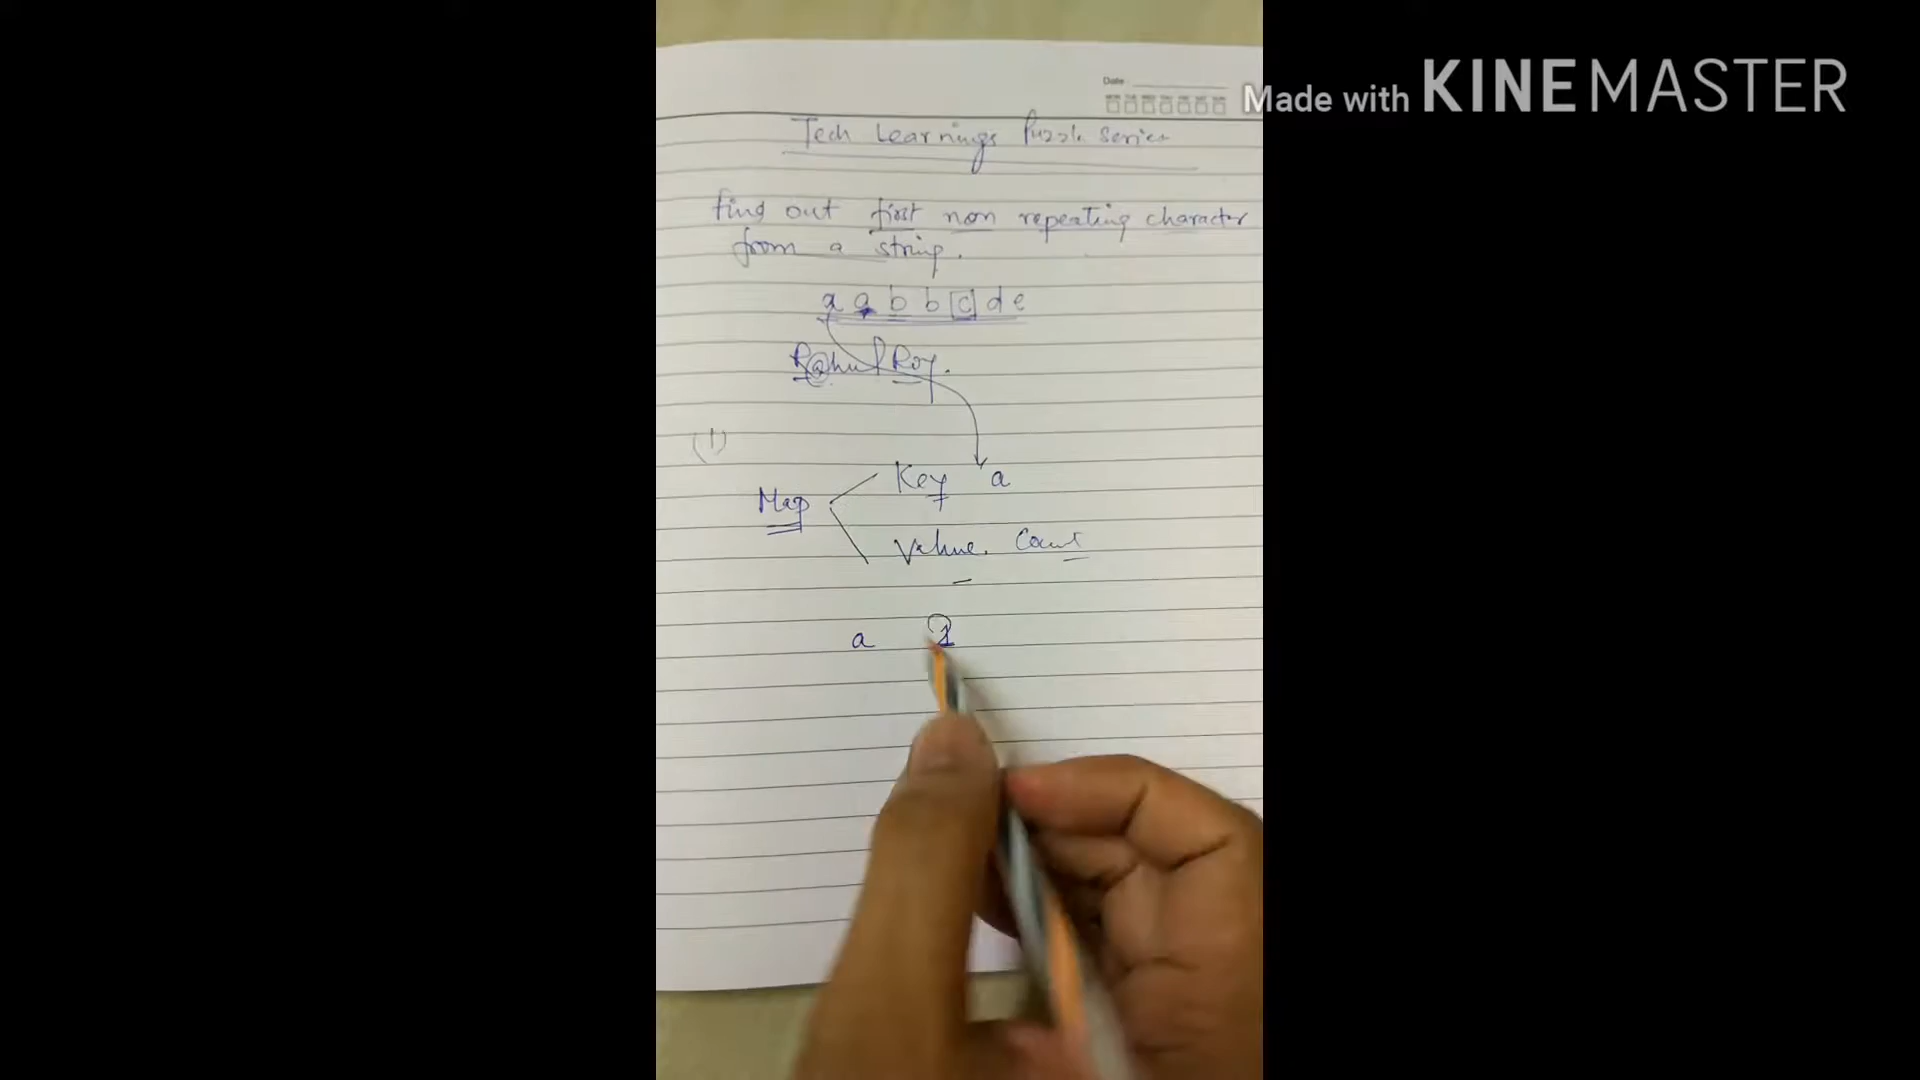 Date
Made with KINEMASTER
Tech Learnings Puzzle Series
find out first non repeating character
from a string.
a a b b c d e
Rahul Roy.
(1)
Key a
Map
Value. Count
a